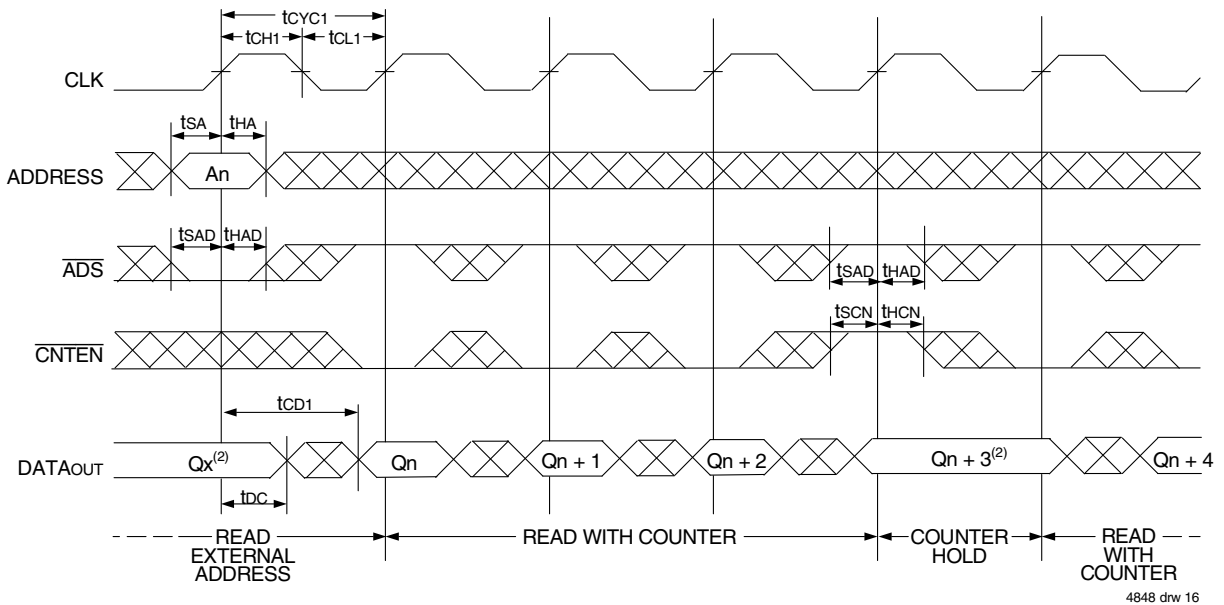 tCYC1
tCH1 tCL1
CLK
tSA tHA
ADDRESS An
tSAD tHAD
ADS
tSAD tHAD
tSCN tHCN
CNTEN
tCD1
DATAOUT Qx(2) Qn Qn + 1 Qn + 2 Qn + 3(2) Qn + 4
tDC
READ EXTERNAL ADDRESS
READ WITH COUNTER
COUNTER HOLD
READ WITH COUNTER
4848 drw 16